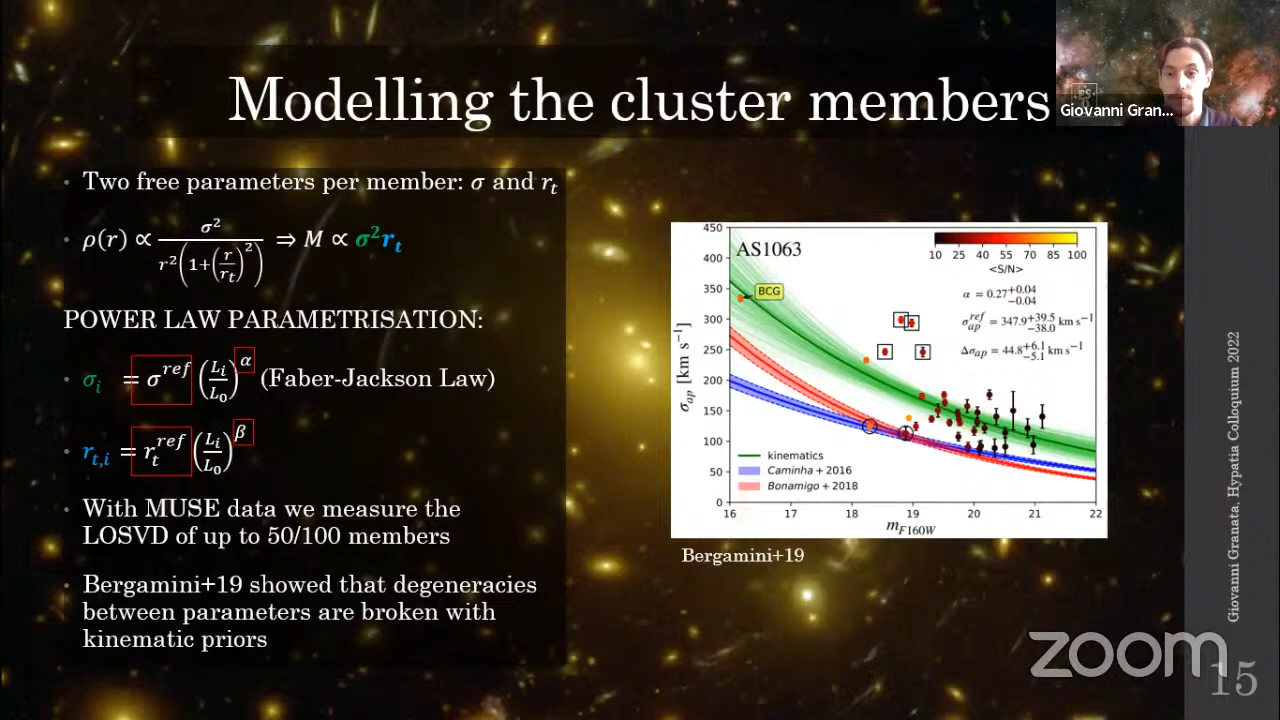 Modelling the cluster members
Giovanni Gran...
• Two free parameters per member: σ and r_t
• ρ(r) ∝ σ² / (r²(1+(r/r_t)²)) ⇒ M ∝ σ²r_t
POWER LAW PARAMETRISATION:
• σ_i = σ^ref (L_i/L_0)^α (Faber-Jackson Law)
• r_t,i = r_t^ref (L_i/L_0)^β
• With MUSE data we measure the
LOSVD of up to 50/100 members
• Bergamini+19 showed that degeneracies
between parameters are broken with
kinematic priors
AS1063
10 25 40 55 70 85 100
<S/N>
BCG
α = 0.27 +0.04 −0.04
σ_ap^ref = 347.9 +39.5 −38.0 km s⁻¹
Δσ_ap = 44.8 +6.1 −5.1 km s⁻¹
σ_ap [km s⁻¹]
450
400
350
300
250
200
150
100
50
0
kinematics
Caminha + 2016
Bonamigo + 2018
16 17 18 19 20 21 22
m_F160W
Bergamini+19
Giovanni Granata, Hypatia Colloquium 2022
zoom
15